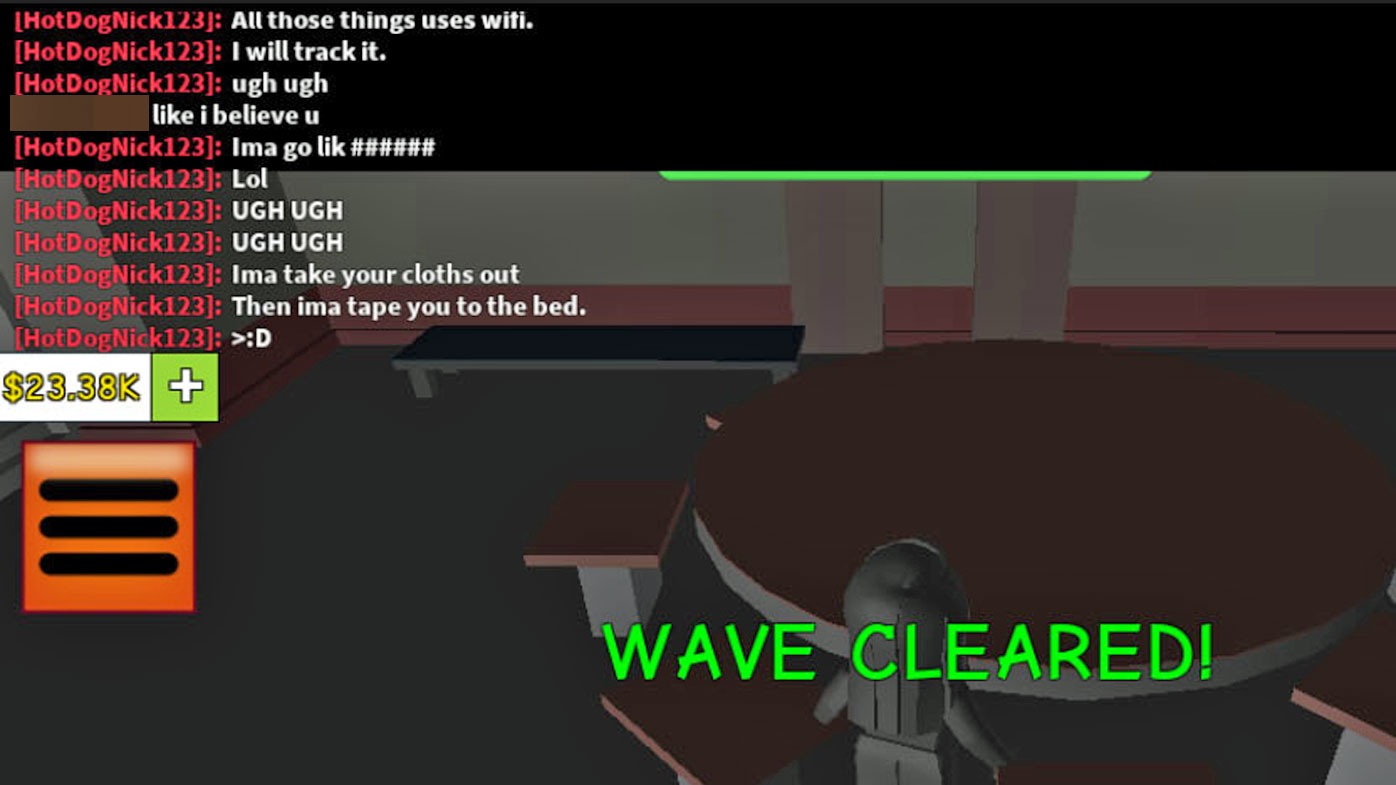 [HotDogNick123]: All those things uses wifi.
[HotDogNick123]: I will track it.
[HotDogNick123]: ugh ugh
like i believe u
[HotDogNick123]: Ima go lik ######
[HotDogNick123]: Lol
[HotDogNick123]: UGH UGH
[HotDogNick123]: UGH UGH
[HotDogNick123]: Ima take your cloths out
[HotDogNick123]: Then ima tape you to the bed.
[HotDogNick123]: >:D
$23.38K +
WAVE CLEARED!